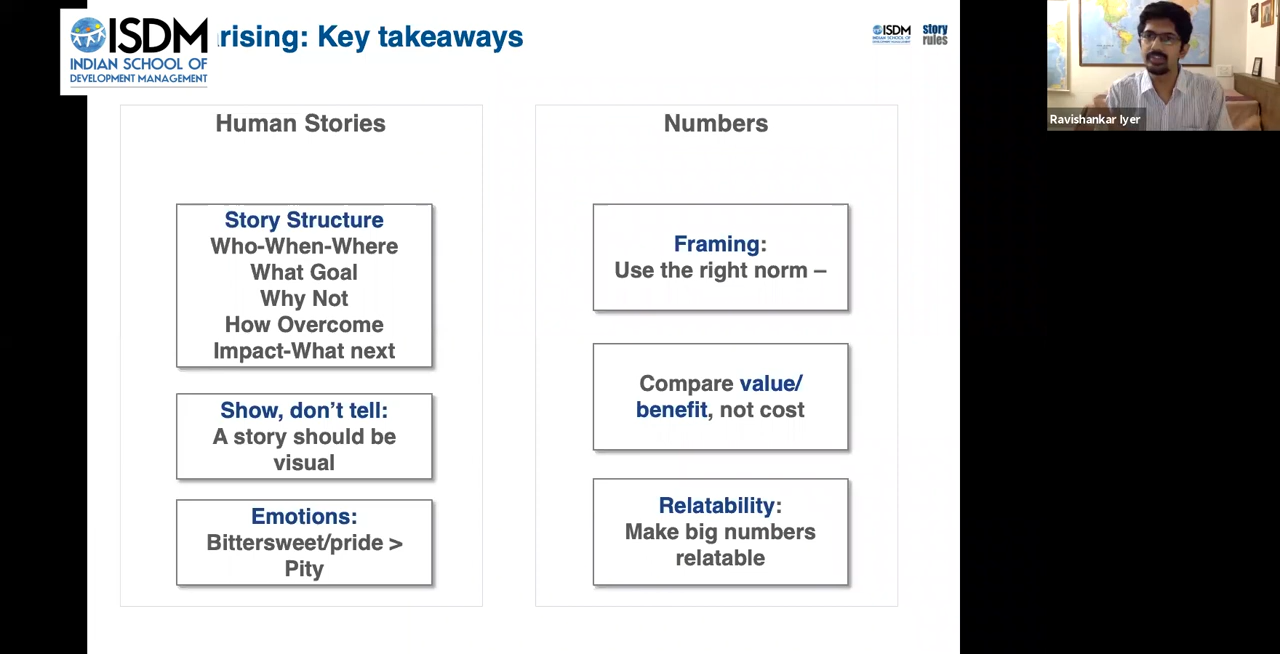 ISDM
INDIAN SCHOOL OF
DEVELOPMENT MANAGEMENT
rising: Key takeaways
ISDM
story
rules
Ravishankar Iyer
Human Stories
Story Structure
Who-When-Where
What Goal
Why Not
How Overcome
Impact-What next
Show, don’t tell:
A story should be
visual
Emotions:
Bittersweet/pride >
Pity
Numbers
Framing:
Use the right norm –
Compare value/
benefit, not cost
Relatability:
Make big numbers
relatable